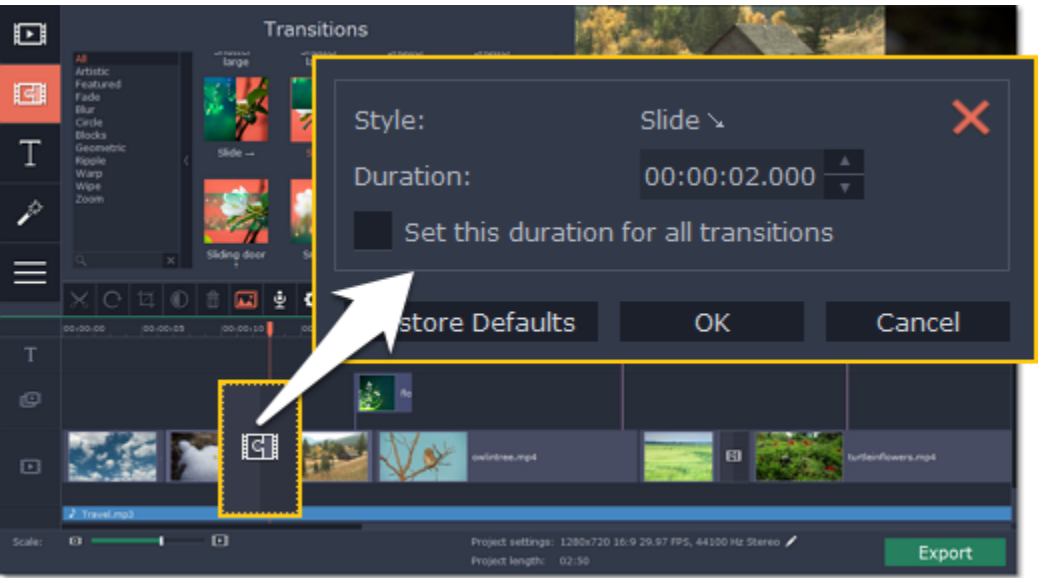 Transitions
All
Artistic
Featured
Fade
Blur
Circle
Blocks
Geometric
Ripple
Warp
Wipe
Zoom
large
Slide →
Sliding door
Style:
Slide ↘
Duration:
00:00:02.000
Set this duration for all transitions
store Defaults
OK
Cancel
00:00:00
00:00:05
00:00:10
T
flo
owlintree.mp4
turtleinflowers.mp4
♪ Travel.mp3
Scale:
Project settings: 1280x720 16:9 29.97 FPS, 44100 Hz Stereo
Project length: 02:50
Export